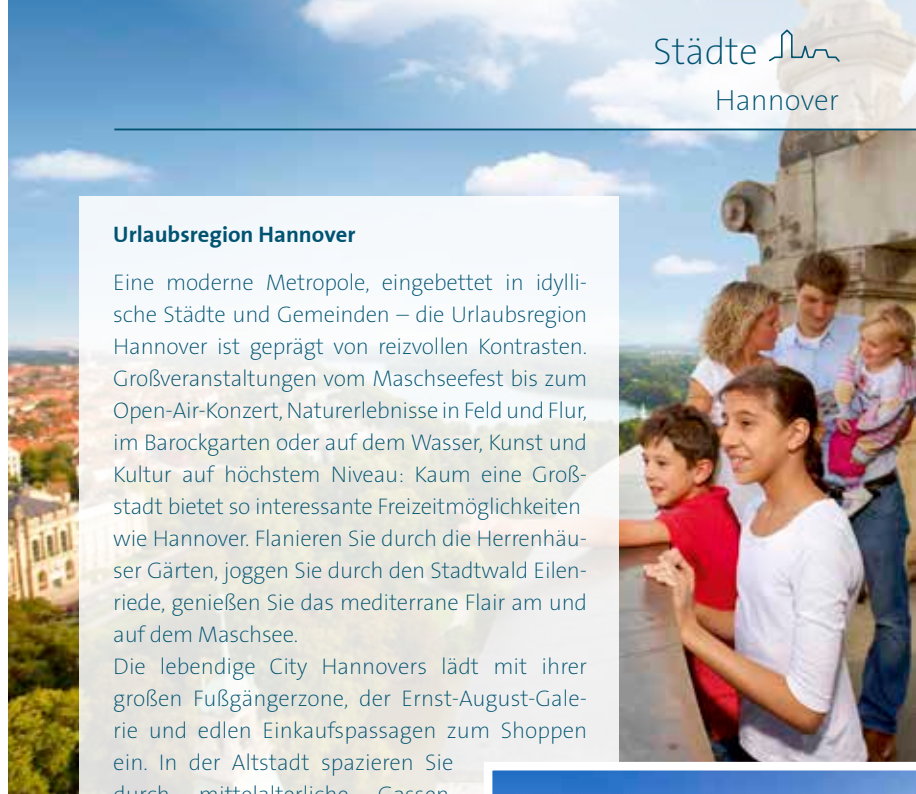 Städte
Hannover
Urlaubsregion Hannover
Eine moderne Metropole, eingebettet in idylli-
sche Städte und Gemeinden – die Urlaubsregion
Hannover ist geprägt von reizvollen Kontrasten.
Großveranstaltungen vom Maschseefest bis zum
Open-Air-Konzert, Naturerlebnisse in Feld und Flur,
im Barockgarten oder auf dem Wasser, Kunst und
Kultur auf höchstem Niveau: Kaum eine Groß-
stadt bietet so interessante Freizeitmöglichkeiten
wie Hannover. Flanieren Sie durch die Herrenhäu-
ser Gärten, joggen Sie durch den Stadtwald Eilen-
riede, genießen Sie das mediterrane Flair am und
auf dem Maschsee.
Die lebendige City Hannovers lädt mit ihrer
großen Fußgängerzone, der Ernst-August-Gale-
rie und edlen Einkaufspassagen zum Shoppen
ein. In der Altstadt spazieren Sie
durch mittelalterliche Gassen